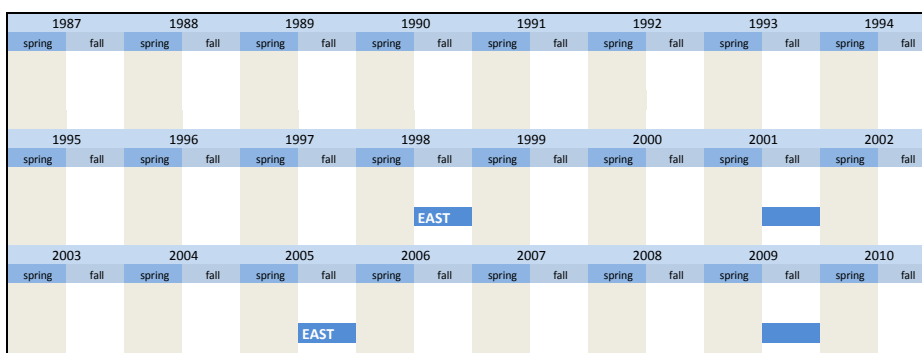 1987 1988 1989 1990 1991 1992 1993 1994
spring fall spring fall spring fall spring fall spring fall spring fall spring fall spring fall
1995 1996 1997 1998 1999 2000 2001 2002
spring fall spring fall spring fall spring fall spring fall spring fall spring fall spring fall
EAST
2003 2004 2005 2006 2007 2008 2009 2010
spring fall spring fall spring fall spring fall spring fall spring fall spring fall spring fall
EAST